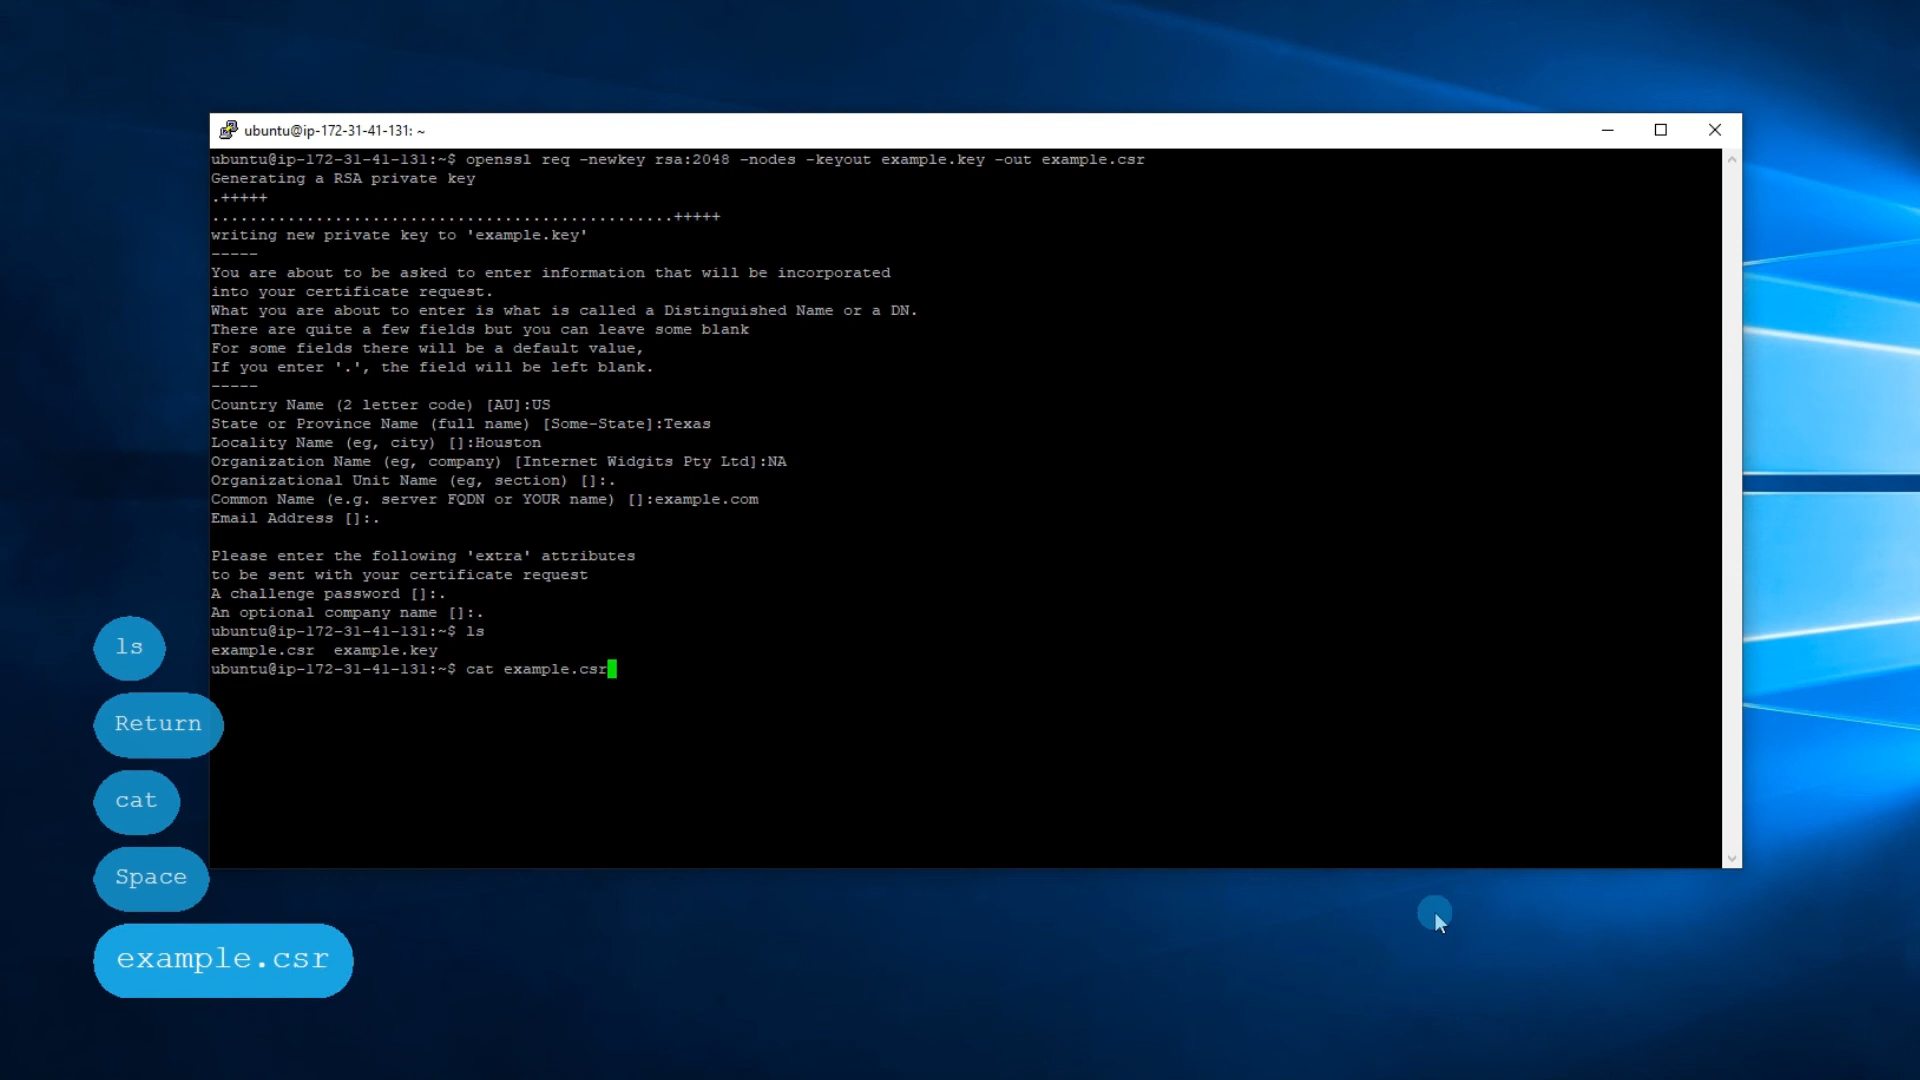 ubuntu@ip-172-31-41-131: ~
ubuntu@ip-172-31-41-131:~$ openssl req -newkey rsa:2048 -nodes -keyout example.key -out example.csr
Generating a RSA private key
.+++++
.................................................+++++
writing new private key to 'example.key'
-----
You are about to be asked to enter information that will be incorporated
into your certificate request.
What you are about to enter is what is called a Distinguished Name or a DN.
There are quite a few fields but you can leave some blank
For some fields there will be a default value,
If you enter '.', the field will be left blank.
-----
Country Name (2 letter code) [AU]:US
State or Province Name (full name) [Some-State]:Texas
Locality Name (eg, city) []:Houston
Organization Name (eg, company) [Internet Widgits Pty Ltd]:NA
Organizational Unit Name (eg, section) []:.
Common Name (e.g. server FQDN or YOUR name) []:example.com
Email Address []:.
Please enter the following 'extra' attributes
to be sent with your certificate request
A challenge password []:.
An optional company name []:.
ubuntu@ip-172-31-41-131:~$ ls
example.csr  example.key
ubuntu@ip-172-31-41-131:~$ cat example.csr
ls
Return
cat
Space
example.csr